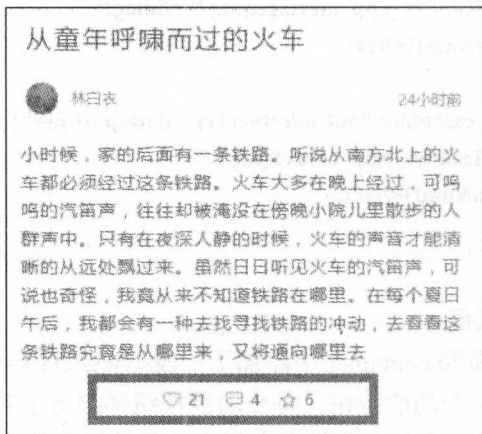 从童年呼啸而过的火车
林白衣 24小时前
小时候，家的后面有一条铁路。听说从南方北上的火
车都必须经过这条铁路。火车大多在晚上经过，可鸣
鸣的汽笛声，往往却被淹没在傍晚小院儿里散步的人
群声中。只有在夜深人静的时候，火车的声音才能清
晰的从远处飘过来。虽然日日听见火车的汽笛声，可
说也奇怪，我竟从来不知道铁路在哪里。在每个夏日
午后，我都会有一种去找寻找铁路的冲动，去看看这
条铁路究竟是从哪里来，又将通向哪里去
21 4 6